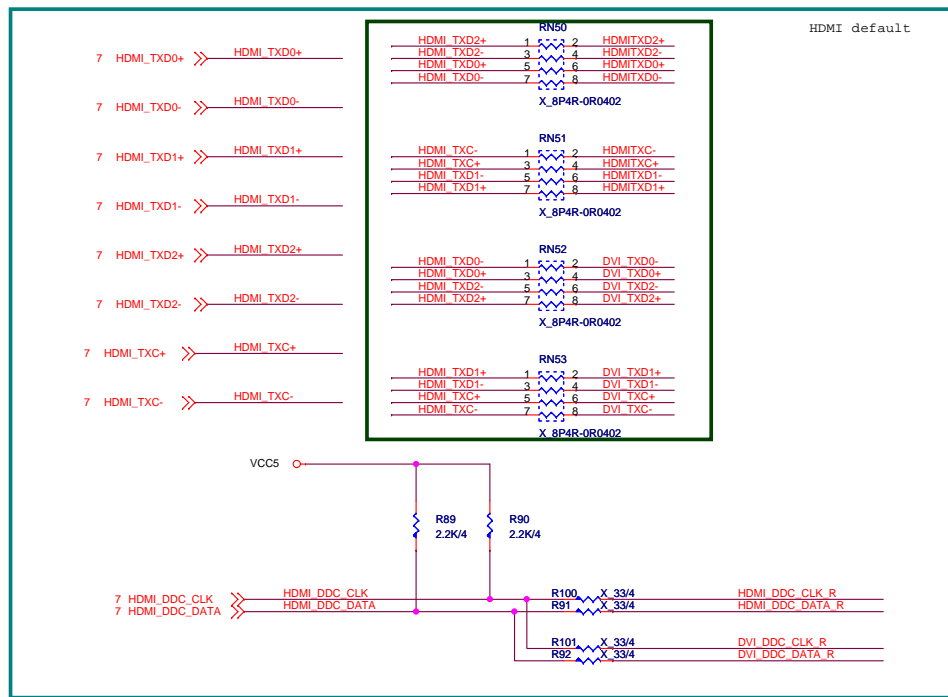 HDMI default
7 HDMI_TXD0+ HDMI_TXD0+
7 HDMI_TXD0- HDMI_TXD0-
7 HDMI_TXD1+ HDMI_TXD1+
7 HDMI_TXD1- HDMI_TXD1-
7 HDMI_TXD2+ HDMI_TXD2+
7 HDMI_TXD2- HDMI_TXD2-
7 HDMI_TXC+ HDMI_TXC+
7 HDMI_TXC- HDMI_TXC-
RN50
HDMI_TXD2+ 1 2 HDMITXD2+
HDMI_TXD2- 3 4 HDMITXD2-
HDMI_TXD0+ 5 6 HDMITXD0+
HDMI_TXD0- 7 8 HDMITXD0-
X_8P4R-0R0402
RN51
HDMI_TXC- 1 2 HDMITXC-
HDMI_TXC+ 3 4 HDMITXC+
HDMI_TXD1- 5 6 HDMITXD1-
HDMI_TXD1+ 7 8 HDMITXD1+
X_8P4R-0R0402
RN52
HDMI_TXD0- 1 2 DVI_TXD0-
HDMI_TXD0+ 3 4 DVI_TXD0+
HDMI_TXD2- 5 6 DVI_TXD2-
HDMI_TXD2+ 7 8 DVI_TXD2+
X_8P4R-0R0402
RN53
HDMI_TXD1+ 1 2 DVI_TXD1+
HDMI_TXD1- 3 4 DVI_TXD1-
HDMI_TXC+ 5 6 DVI_TXC+
HDMI_TXC- 7 8 DVI_TXC-
X_8P4R-0R0402
VCC5
R89 R90
2.2K/4 2.2K/4
7 HDMI_DDC_CLK HDMI_DDC_CLK R100 X_33/4 HDMI_DDC_CLK_R
7 HDMI_DDC_DATA HDMI_DDC_DATA R91 X_33/4 HDMI_DDC_DATA_R
R101 X_33/4 DVI_DDC_CLK_R
R92 X_33/4 DVI_DDC_DATA_R